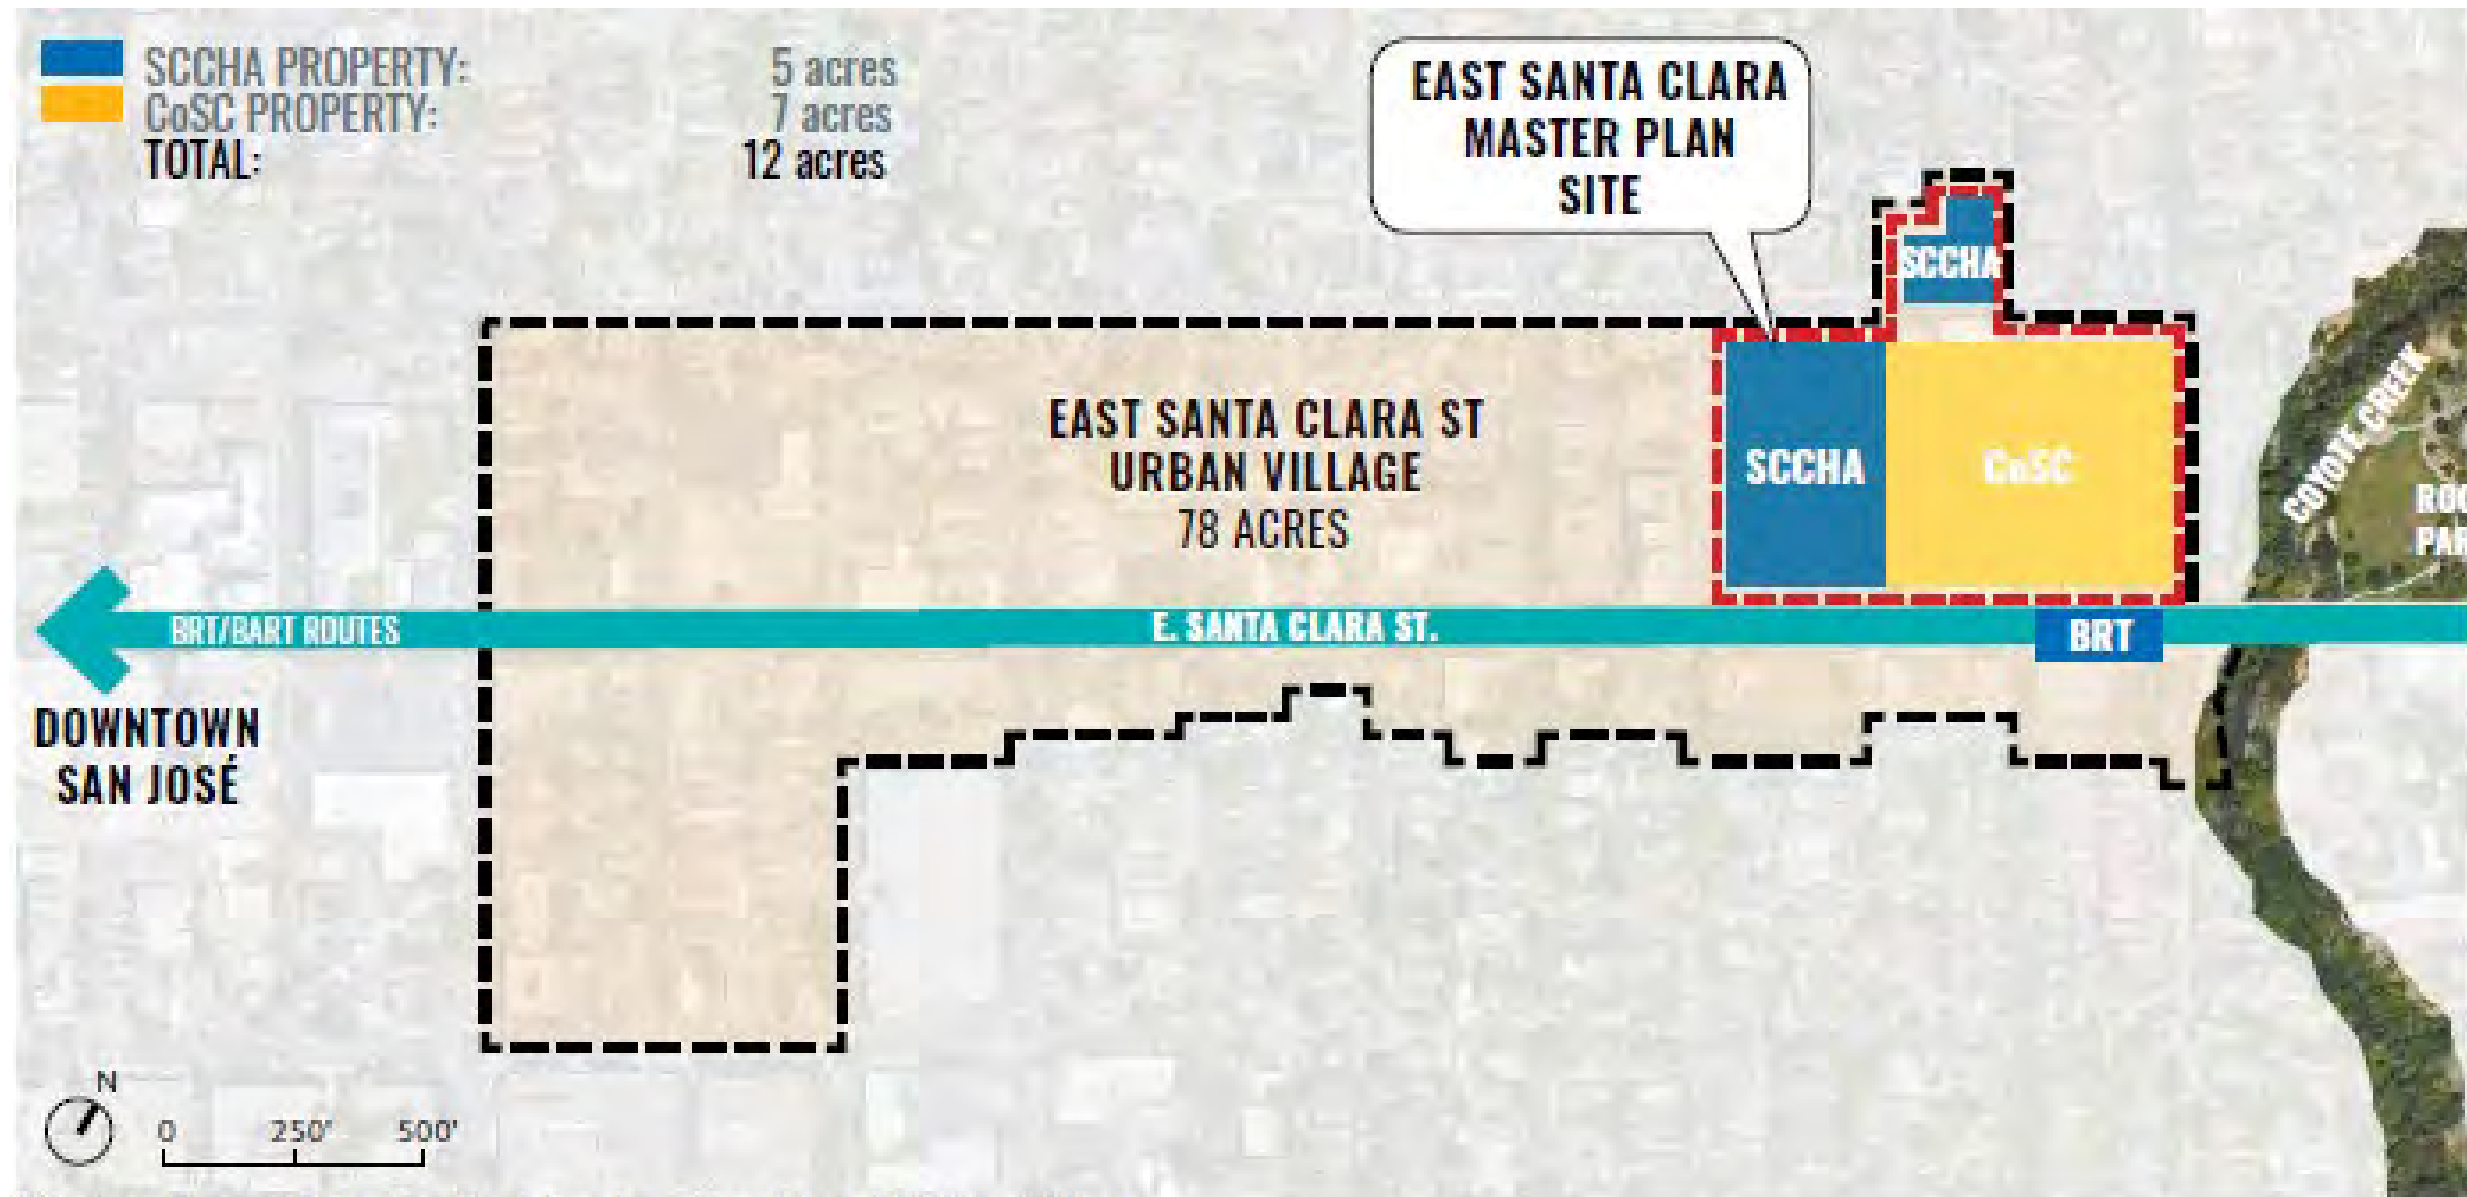 SCCHA PROPERTY: 5 acres
CoSC PROPERTY: 7 acres
TOTAL: 12 acres
EAST SANTA CLARA
MASTER PLAN
SITE
SCCHA
EAST SANTA CLARA ST
URBAN VILLAGE
78 ACRES
SCCHA
CoSC
COYOTE CREEK
PAR
BRT/BART ROUTES
E. SANTA CLARA ST.
BRT
DOWNTOWN
SAN JOSÉ
N
0 250' 500'